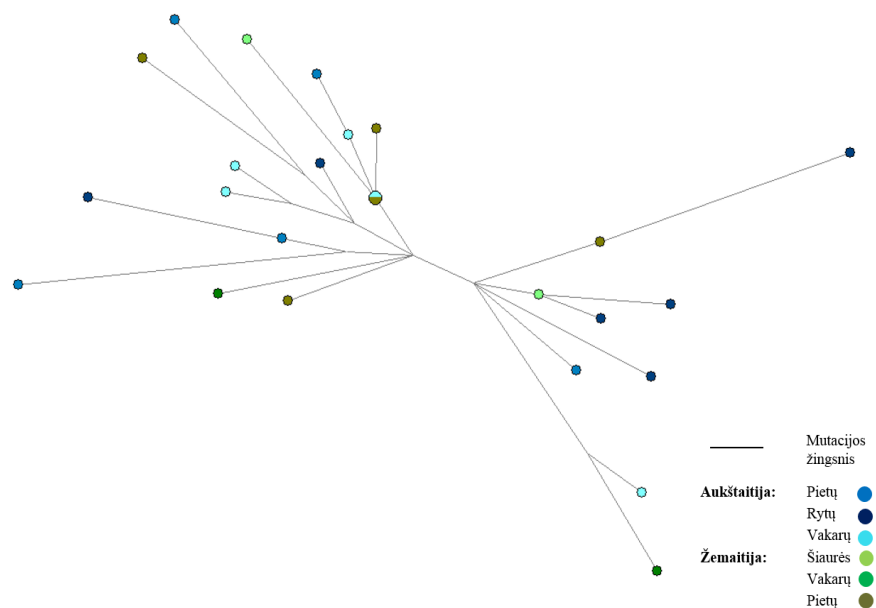 Mutacijos
žingsnis
Aukštaitija: Pietų
Rytų
Vakarų
Žemaitija: Šiaurės
Vakarų
Pietų